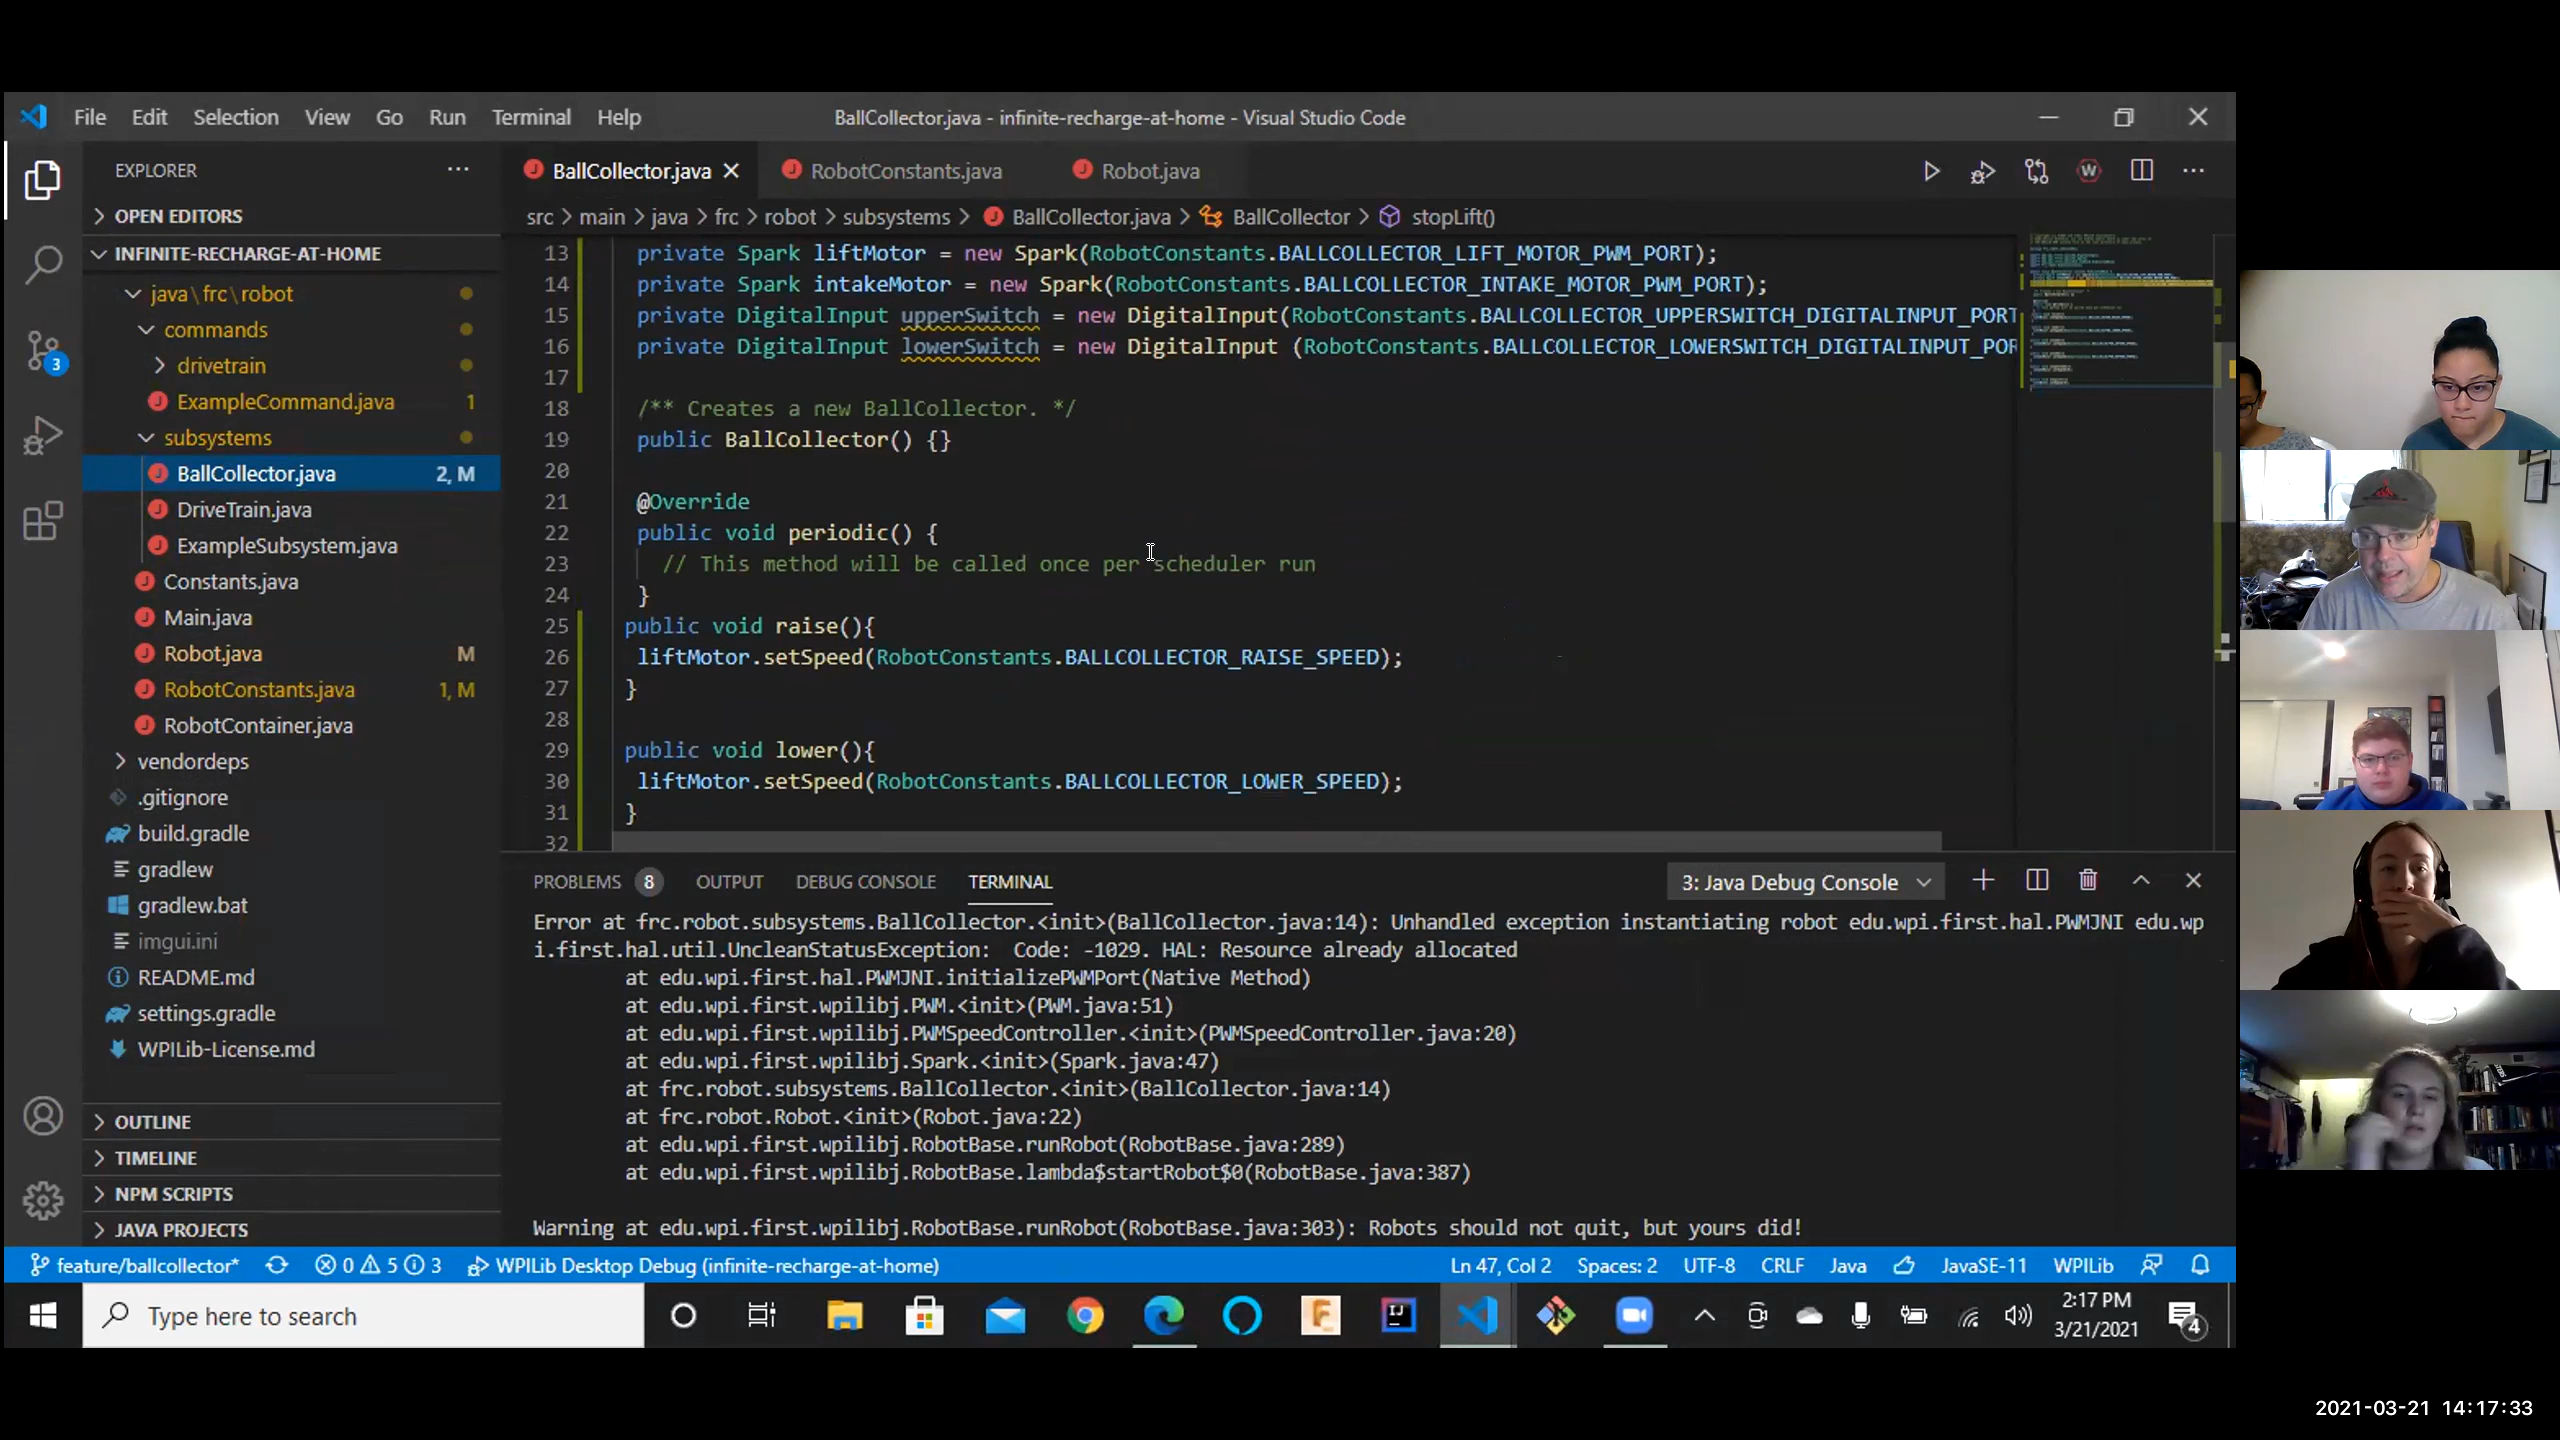 File Edit Selection View Go Run Terminal Help
BallCollector.java - infinite-recharge-at-home - Visual Studio Code
EXPLORER
OPEN EDITORS
INFINITE-RECHARGE-AT-HOME
java\frc\robot
commands
drivetrain
ExampleCommand.java 1
subsystems
BallCollector.java 2, M
DriveTrain.java
ExampleSubsystem.java
Constants.java
Main.java
Robot.java M
RobotConstants.java 1, M
RobotContainer.java
vendordeps
.gitignore
build.gradle
gradlew
gradlew.bat
imgui.ini
README.md
settings.gradle
WPILib-License.md
OUTLINE
TIMELINE
NPM SCRIPTS
JAVA PROJECTS
3
BallCollector.java RobotConstants.java Robot.java
src > main > java > frc > robot > subsystems > BallCollector.java > BallCollector > stopLift()
13 private Spark liftMotor = new Spark(RobotConstants.BALLCOLLECTOR_LIFT_MOTOR_PWM_PORT);
14 private Spark intakeMotor = new Spark(RobotConstants.BALLCOLLECTOR_INTAKE_MOTOR_PWM_PORT);
15 private DigitalInput upperSwitch = new DigitalInput(RobotConstants.BALLCOLLECTOR_UPPERSWITCH_DIGITALINPUT_PORT
16 private DigitalInput lowerSwitch = new DigitalInput (RobotConstants.BALLCOLLECTOR_LOWERSWITCH_DIGITALINPUT_POR
17
18 /** Creates a new BallCollector. */
19 public BallCollector() {}
20
21 @Override
22 public void periodic() {
23 // This method will be called once per scheduler run
24 }
25 public void raise(){
26 liftMotor.setSpeed(RobotConstants.BALLCOLLECTOR_RAISE_SPEED);
27 }
28
29 public void lower(){
30 liftMotor.setSpeed(RobotConstants.BALLCOLLECTOR_LOWER_SPEED);
31 }
32
PROBLEMS 8 OUTPUT DEBUG CONSOLE TERMINAL 3: Java Debug Console
Error at frc.robot.subsystems.BallCollector.<init>(BallCollector.java:14): Unhandled exception instantiating robot edu.wpi.first.hal.PWMJNI edu.wp
i.first.hal.util.UncleanStatusException:  Code: -1029. HAL: Resource already allocated
at edu.wpi.first.hal.PWMJNI.initializePWMPort(Native Method)
at edu.wpi.first.wpilibj.PWM.<init>(PWM.java:51)
at edu.wpi.first.wpilibj.PWMSpeedController.<init>(PWMSpeedController.java:20)
at edu.wpi.first.wpilibj.Spark.<init>(Spark.java:47)
at frc.robot.subsystems.BallCollector.<init>(BallCollector.java:14)
at frc.robot.Robot.<init>(Robot.java:22)
at edu.wpi.first.wpilibj.RobotBase.runRobot(RobotBase.java:289)
at edu.wpi.first.wpilibj.RobotBase.lambda$startRobot$0(RobotBase.java:387)
Warning at edu.wpi.first.wpilibj.RobotBase.runRobot(RobotBase.java:303): Robots should not quit, but yours did!
feature/ballcollector* 0 5 3 WPILib Desktop Debug (infinite-recharge-at-home) Ln 47, Col 2 Spaces: 2 UTF-8 CRLF Java JavaSE-11 WPILib
Type here to search
2:17 PM
3/21/2021
4
2021-03-21 14:17:33